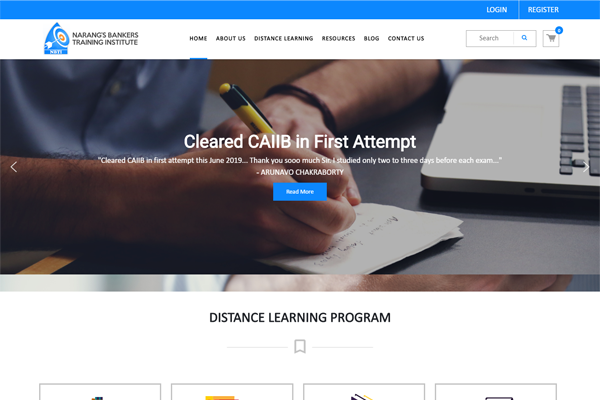 LOGIN REGISTER
NARANG'S BANKERS
TRAINING INSTITUTE
NBTI
HOME ABOUT US DISTANCE LEARNING RESOURCES BLOG CONTACT US
Search
0
Cleared CAIIB in First Attempt
"Cleared CAIIB in first attempt this June 2019... Thank you sooo much Sir. I studied only two to three days before each exam..."
- ARUNAVO CHAKRABORTY
Read More
DISTANCE LEARNING PROGRAM